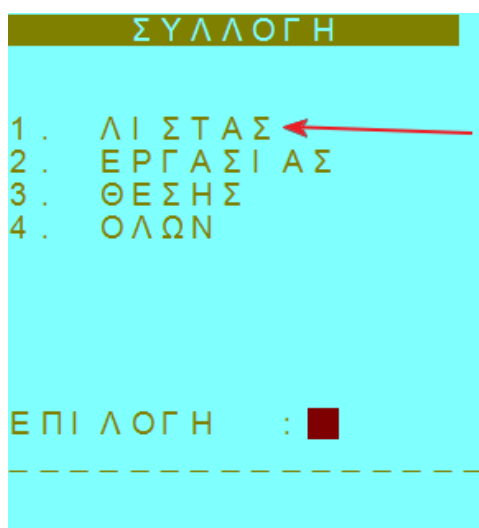 ΣΥΛΛΟΓΗ
1. ΛΙΣΤΑΣ
2. ΕΡΓΑΣΙΑΣ
3. ΘΕΣΗΣ
4. ΟΛΩΝ
ΕΠΙΛΟΓΗ :